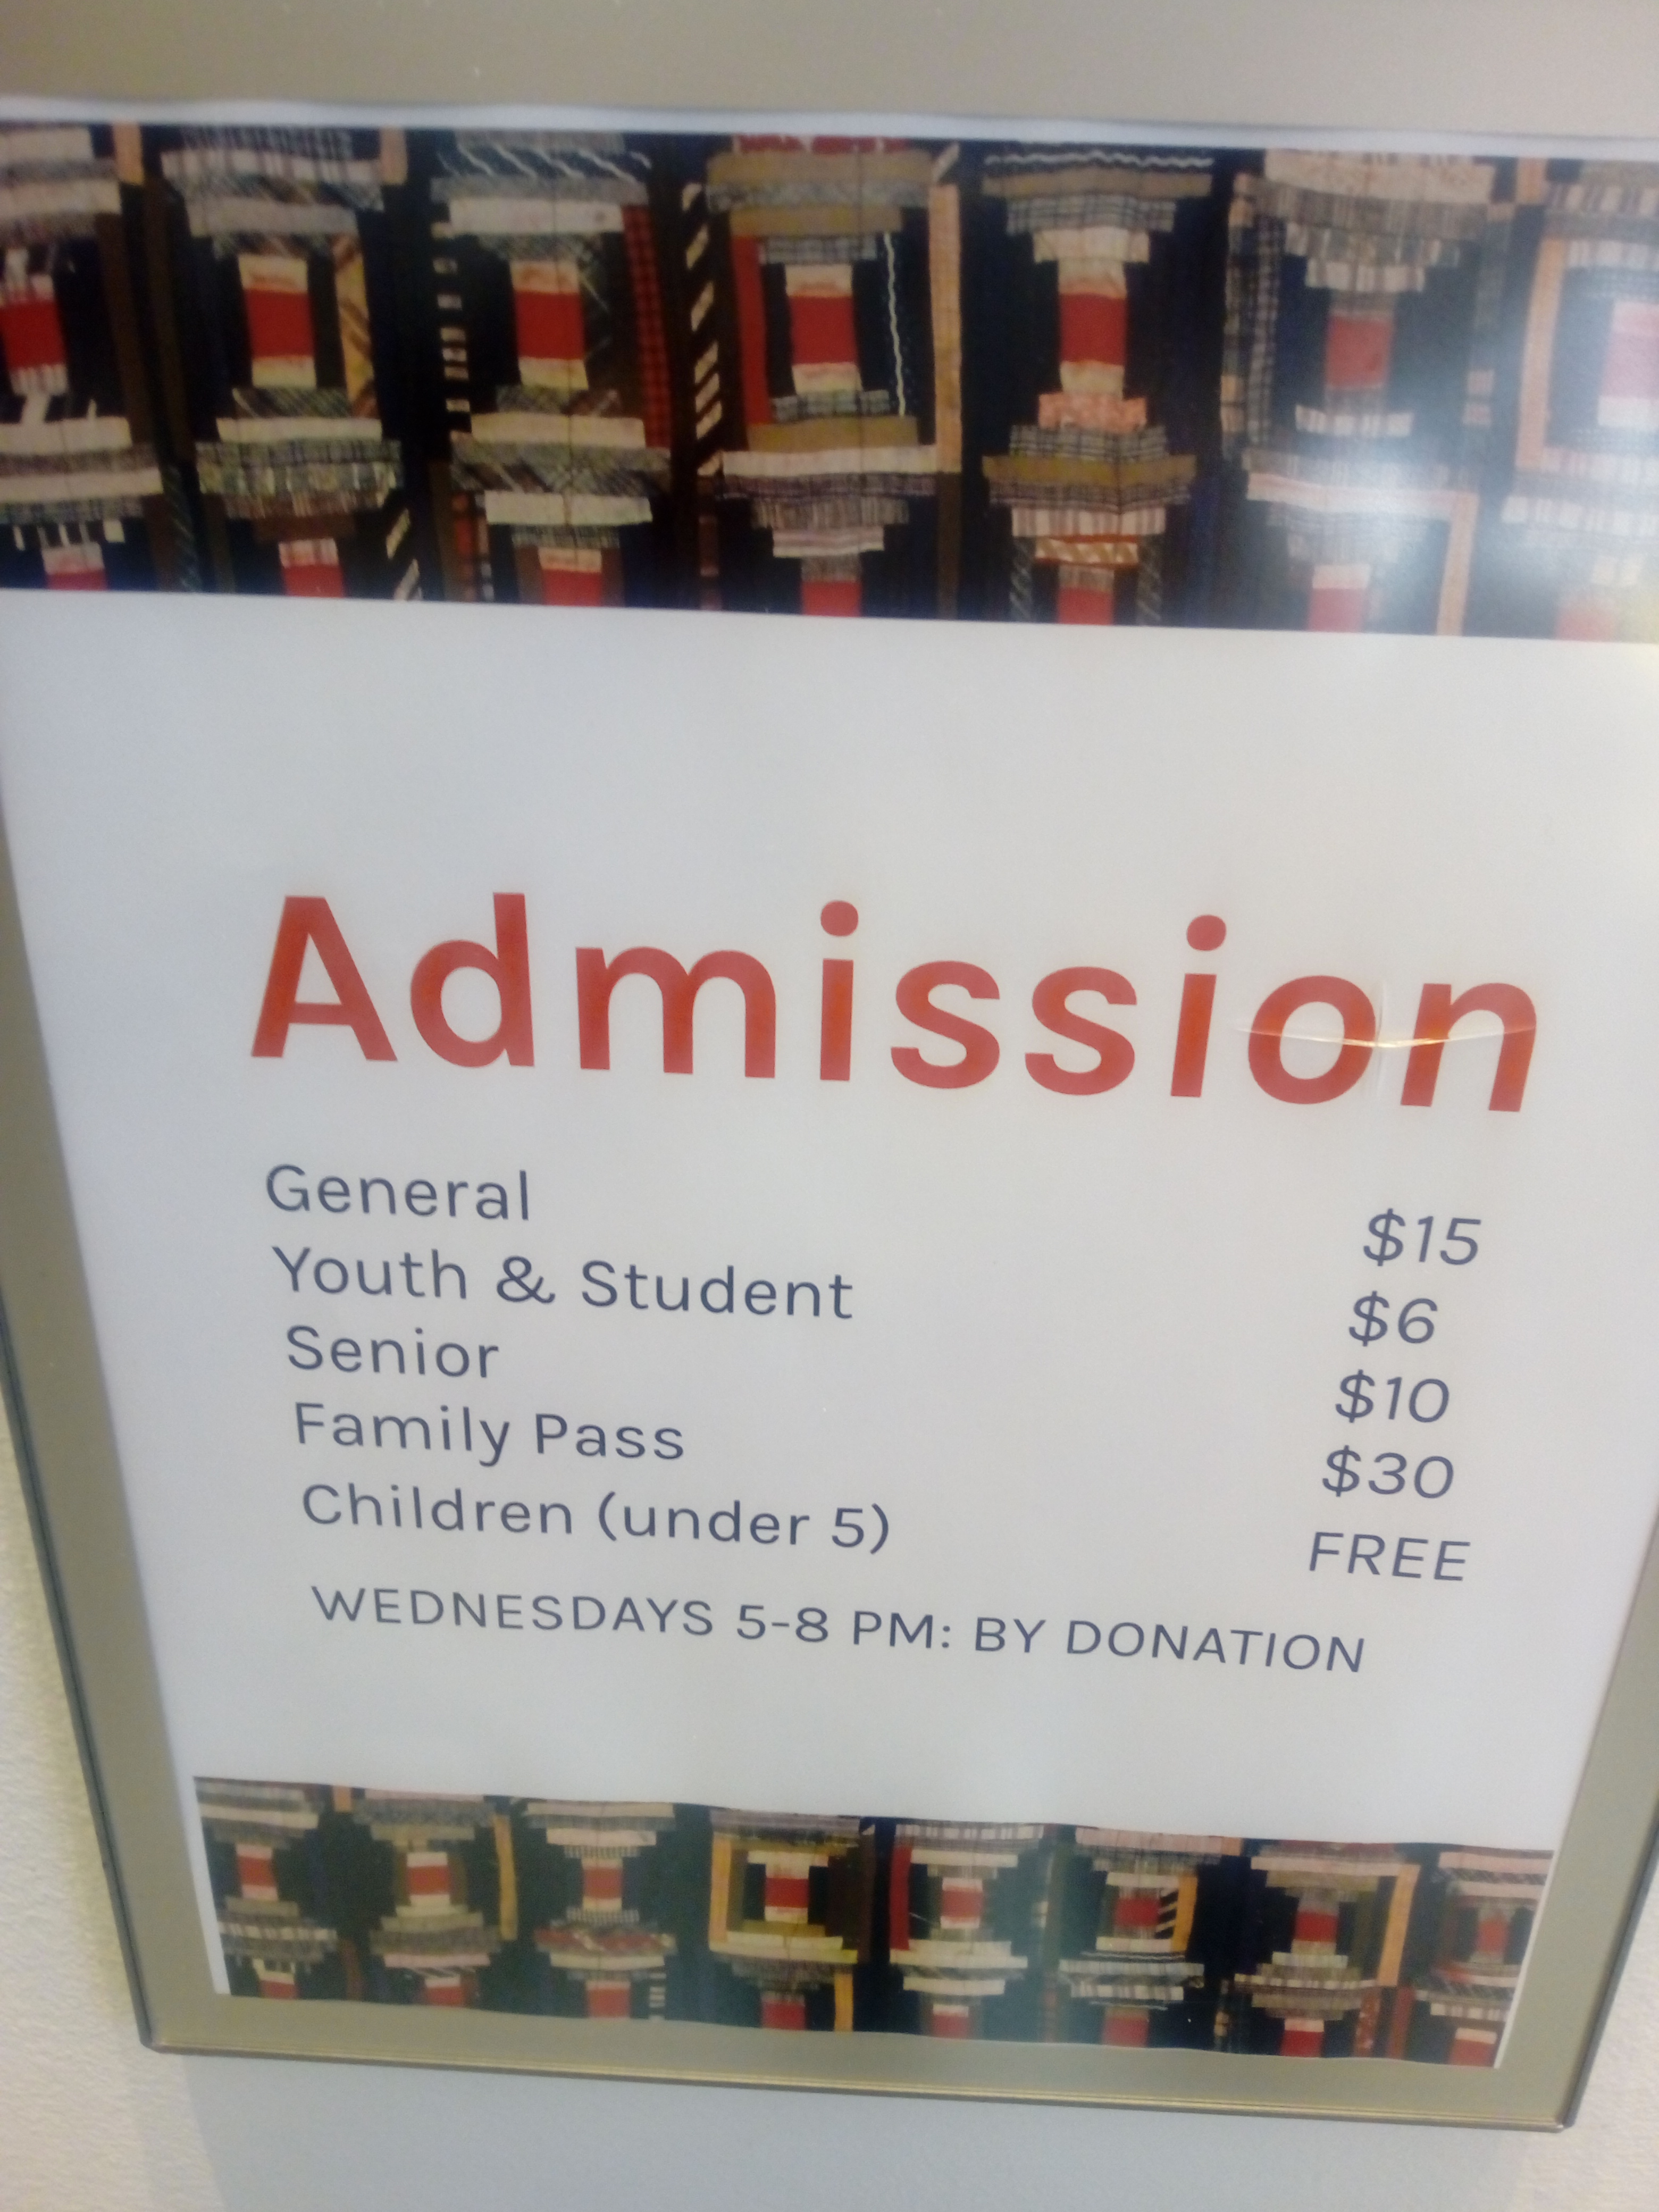 Admission
General $15
Youth & Student $6
Senior $10
Family Pass $30
Children (under 5) FREE
WEDNESDAYS 5-8 PM: BY DONATION